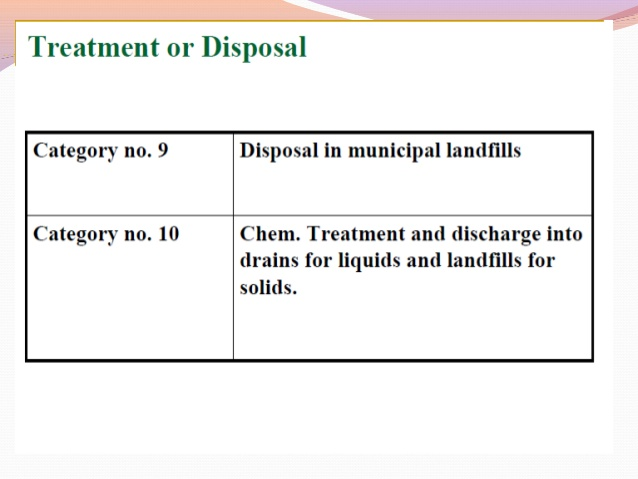 Treatment or Disposal
Category no. 9
Disposal in municipal landfills
Category no. 10
Chem. Treatment and discharge into
drains for liquids and landfills for
solids.